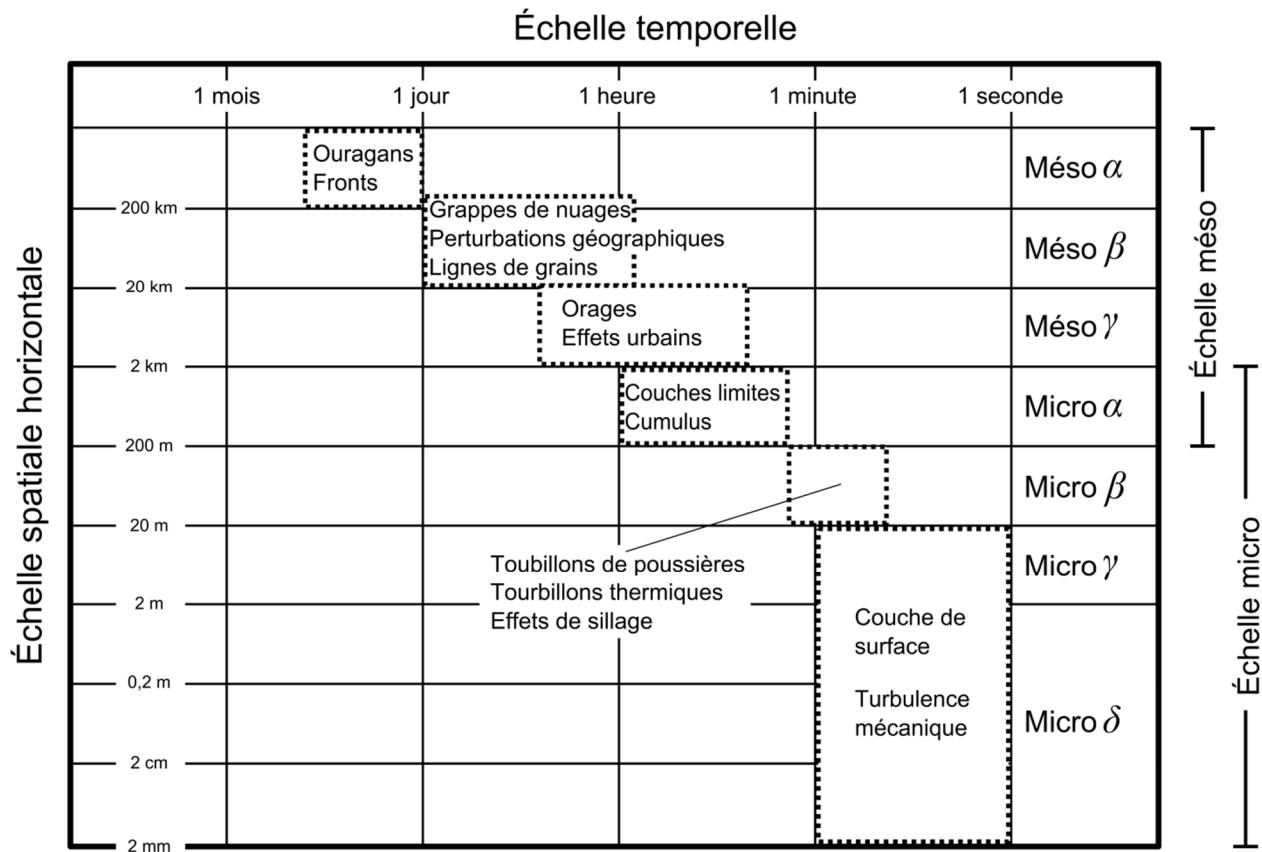 Échelle temporelle
1 mois
1 jour
1 heure
1 minute
1 seconde
Ouragans
Fronts
Méso α
200 km
Grappes de nuages
Perturbations géographiques
Lignes de grains
Méso β
20 km
Orages
Effets urbains
Méso γ
2 km
Couches limites
Cumulus
Micro α
200 m
Micro β
20 m
Toubillons de poussières
Tourbillons thermiques
Effets de sillage
Micro γ
2 m
Couche de
surface
Turbulence
mécanique
0,2 m
Micro δ
2 cm
2 mm
Échelle spatiale horizontale
Échelle méso
Échelle micro